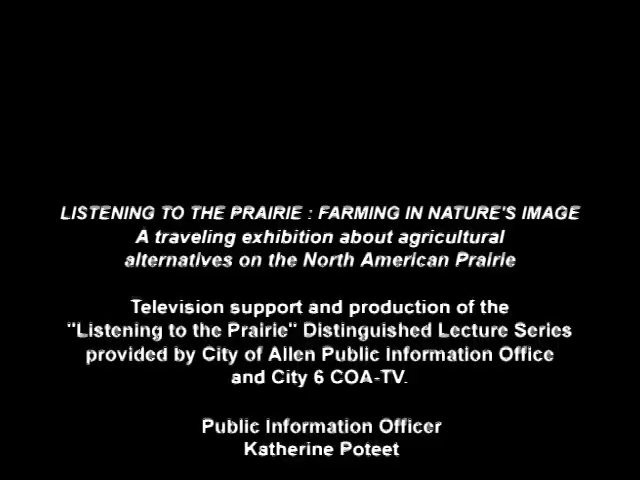 LISTENING TO THE PRAIRIE : FARMING IN NATURE'S IMAGE
A traveling exhibition about agricultural
alternatives on the North American Prairie
Television support and production of the
"Listening to the Prairie" Distinguished Lecture Series
provided by City of Allen Public Information Office
and City 6 COA-TV.
Public Information Officer
Katherine Poteet